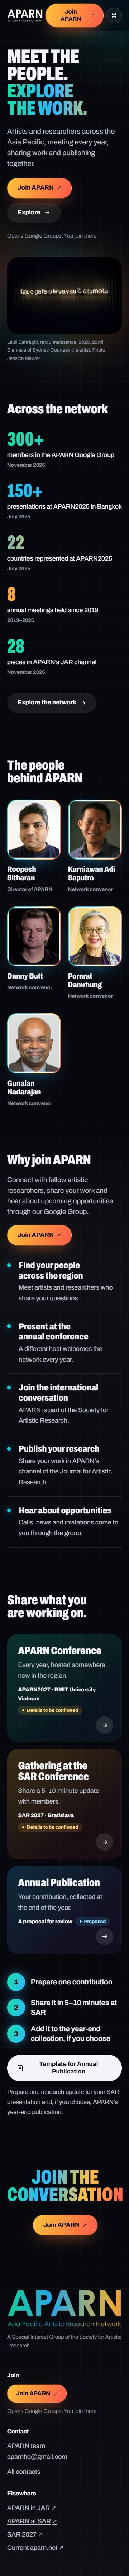 APARN
Join
APARN ↗
MEET THE
PEOPLE.
EXPLORE
THE WORK.
Artists and researchers across the
Asia Pacific, meeting every year,
sharing work and publishing
together.
Join APARN ↗
Explore →
Opens Google Groups. You join there.
Léuli Eshrāghi, re(cul)naissance, 2020, 22nd
Biennale of Sydney. Courtesy the artist. Photo:
Jessica Maurer.
Across the network
300+
members in the APARN Google Group
November 2026
150+
presentations at APARN2025 in Bangkok
July 2025
22
countries represented at APARN2025
July 2025
8
annual meetings held since 2019
2019–2026
28
pieces in APARN's JAR channel
November 2026
Explore the network →
The people
behind APARN
Roopesh
Sitharan
Director of APARN
Kurniawan Adi
Saputro
Network convenor
Danny Butt
Network convenor
Pornrat
Damrhung
Network convenor
Gunalan
Nadarajan
Network convenor
Why join APARN
Connect with fellow artistic
researchers, share your work and
hear about upcoming opportunities
through our Google Group.
Join APARN ↗
Find your people
across the region
Meet artists and researchers who
share your questions.
Present at the
annual conference
A different host welcomes the
network every year.
Join the international
conversation
APARN is part of the Society for
Artistic Research.
Publish your research
Share your work in APARN's
channel of the Journal for Artistic
Research.
Hear about opportunities
Calls, news and invitations come to
you through the group.
Share what you
are working on.
APARN Conference
Every year, hosted somewhere
new in the region.
APARN2027 · RMIT University
Vietnam
Details to be confirmed
→
Gathering at the
SAR Conference
Share a 5–10-minute update
with members.
SAR 2027 · Bratislava
Details to be confirmed
→
Annual Publication
Your contribution, collected at
the end of the year.
A proposal for review
Proposed
→
1 Prepare one contribution
2 Share it in 5–10 minutes at
SAR
3 Add it to the year-end
collection, if you choose
Template for Annual
Publication
Prepare one research update for your SAR
presentation and, if you choose, APARN's
year-end publication.
JOIN THE
CONVERSATION
Join APARN ↗
APARN
Asia Pacific Artistic Research Network
A Special Interest Group of the Society for Artistic
Research
Join
Join APARN ↗
Opens Google Groups. You join there.
Contact
APARN team
aparnhq@gmail.com
All contacts
Elsewhere
APARN in JAR ↗
APARN at SAR ↗
SAR 2027 ↗
Current aparn.net ↗